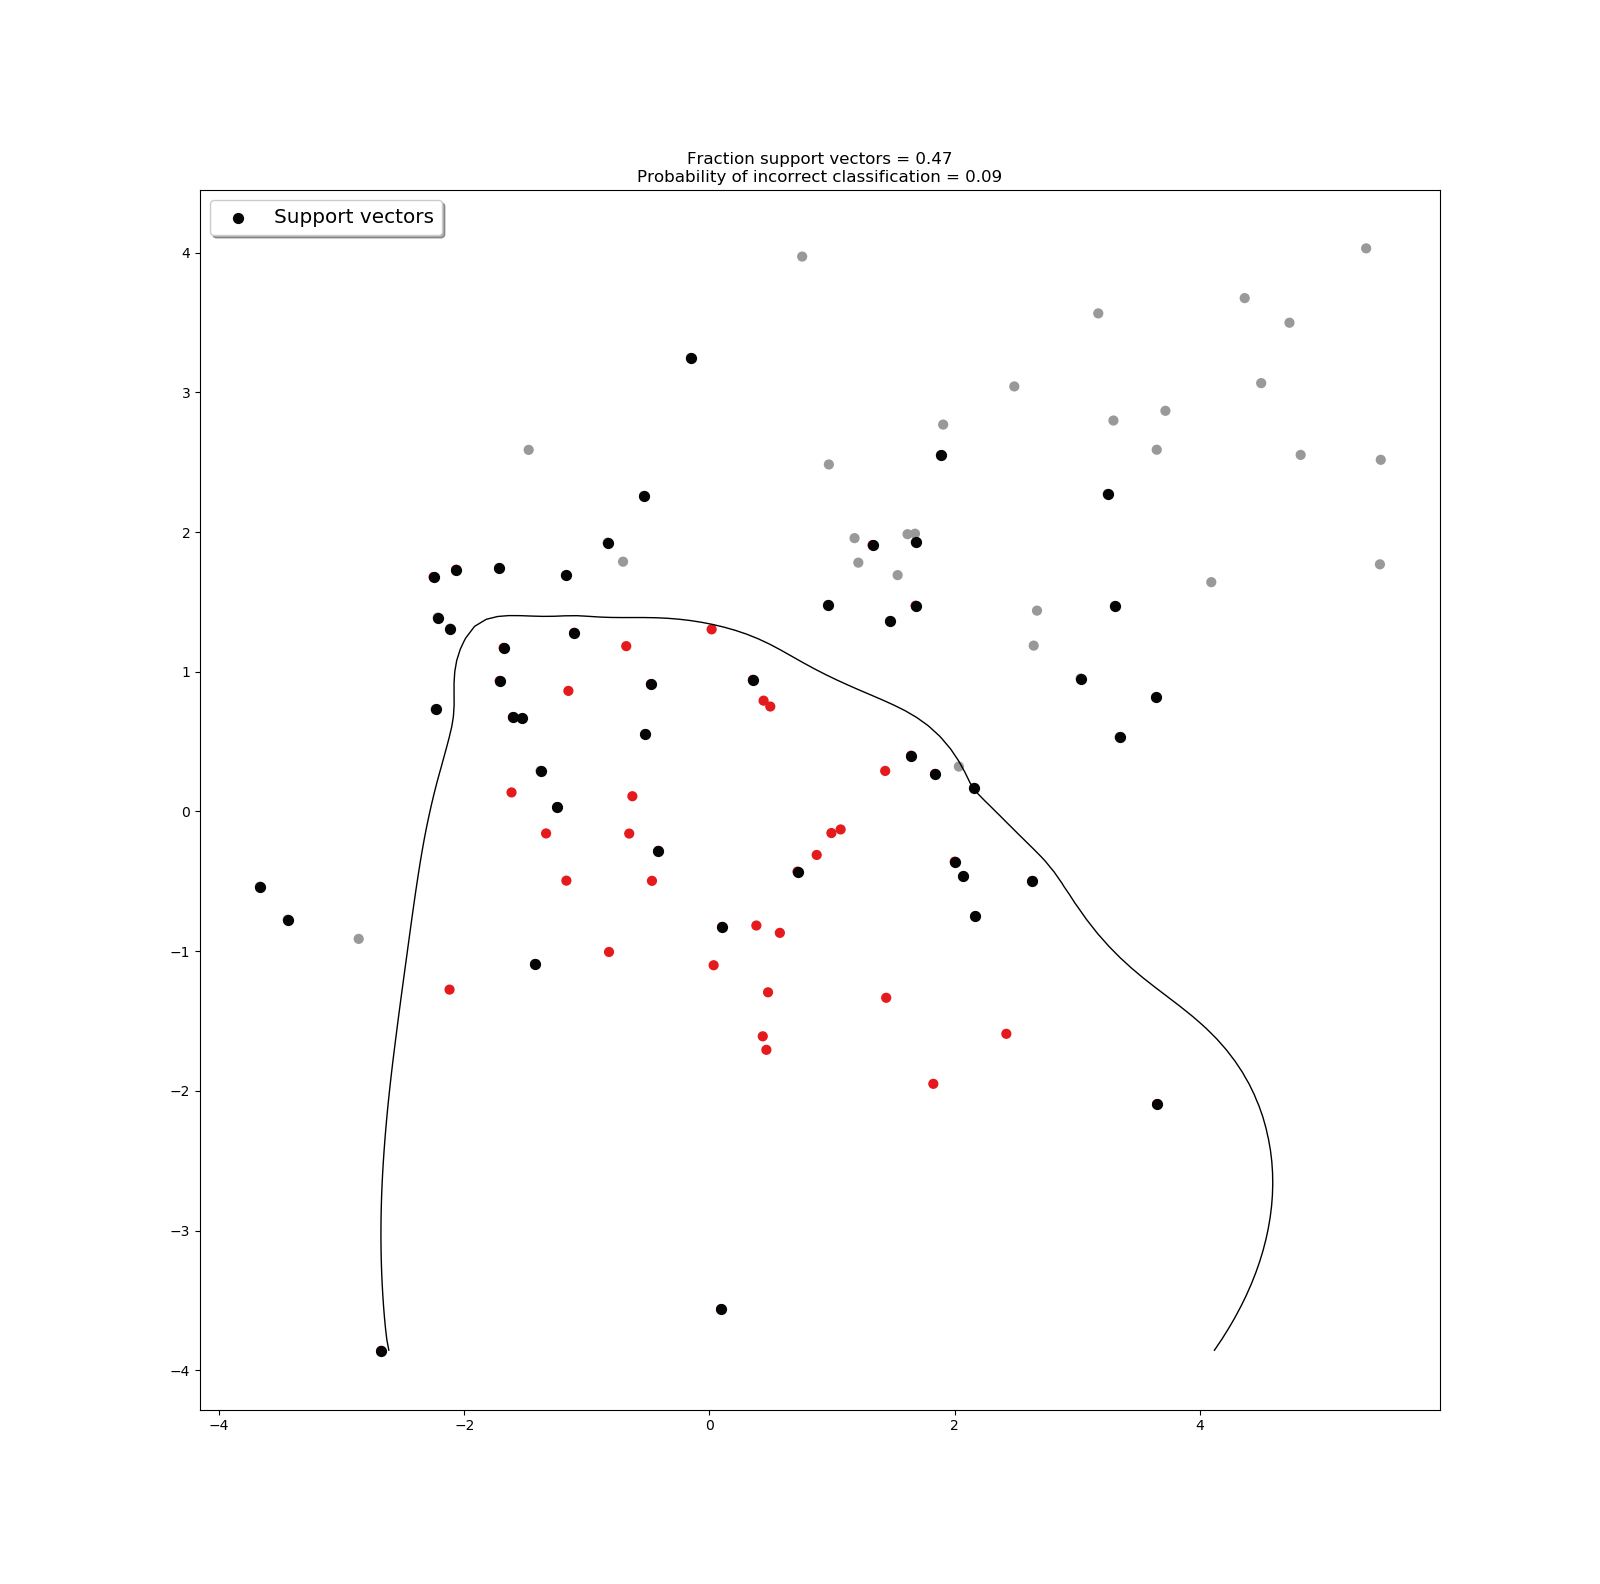 Fraction support vectors = 0.47
Probability of incorrect classification = 0.09
Support vectors
4
3
2
1
0
−1
−2
−3
−4
−4 −2 0 2 4